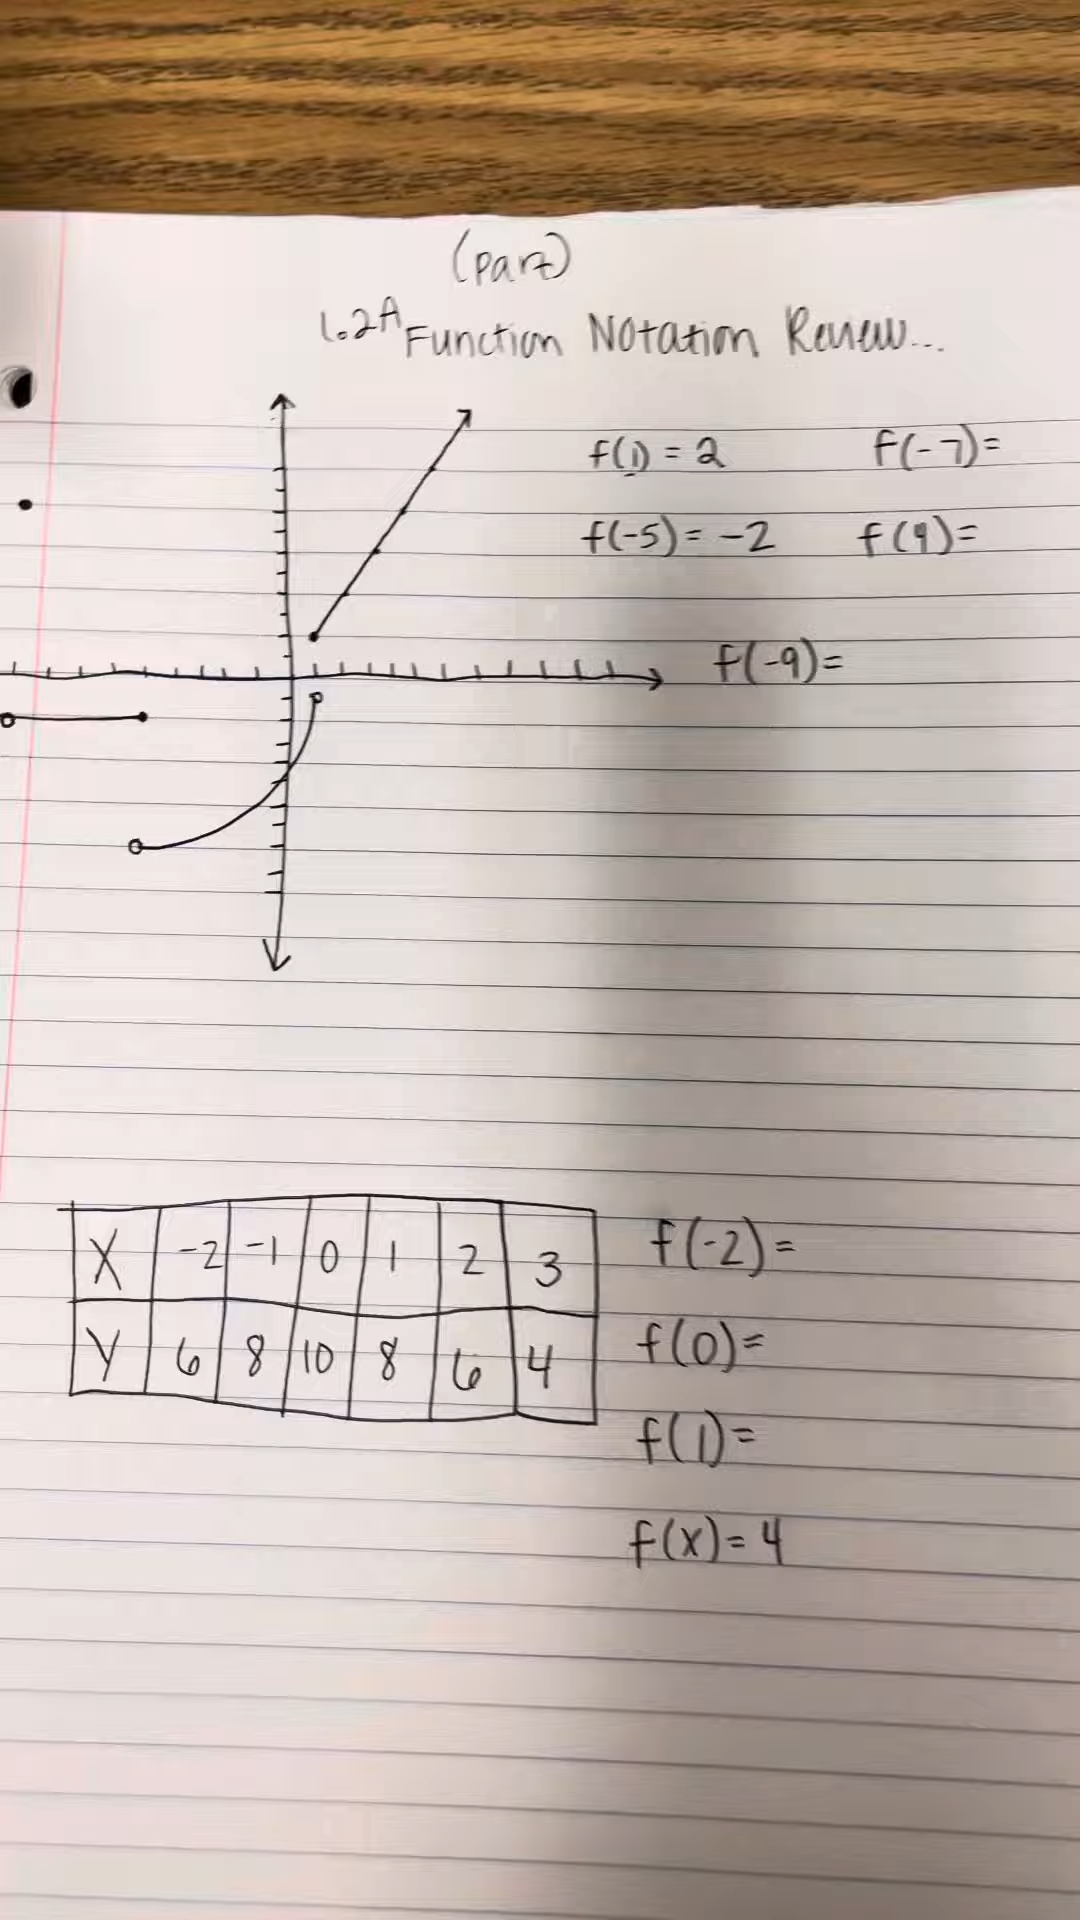 (part)
1.2A Function Notation Review...
f(1) = 2 f(-7)=
f(-5) = -2 f(9)=
f(-9)=
X -2 -1 0 1 2 3
Y 6 8 10 8 6 4
f(-2)=
f(0)=
f(1)=
f(x)= 4